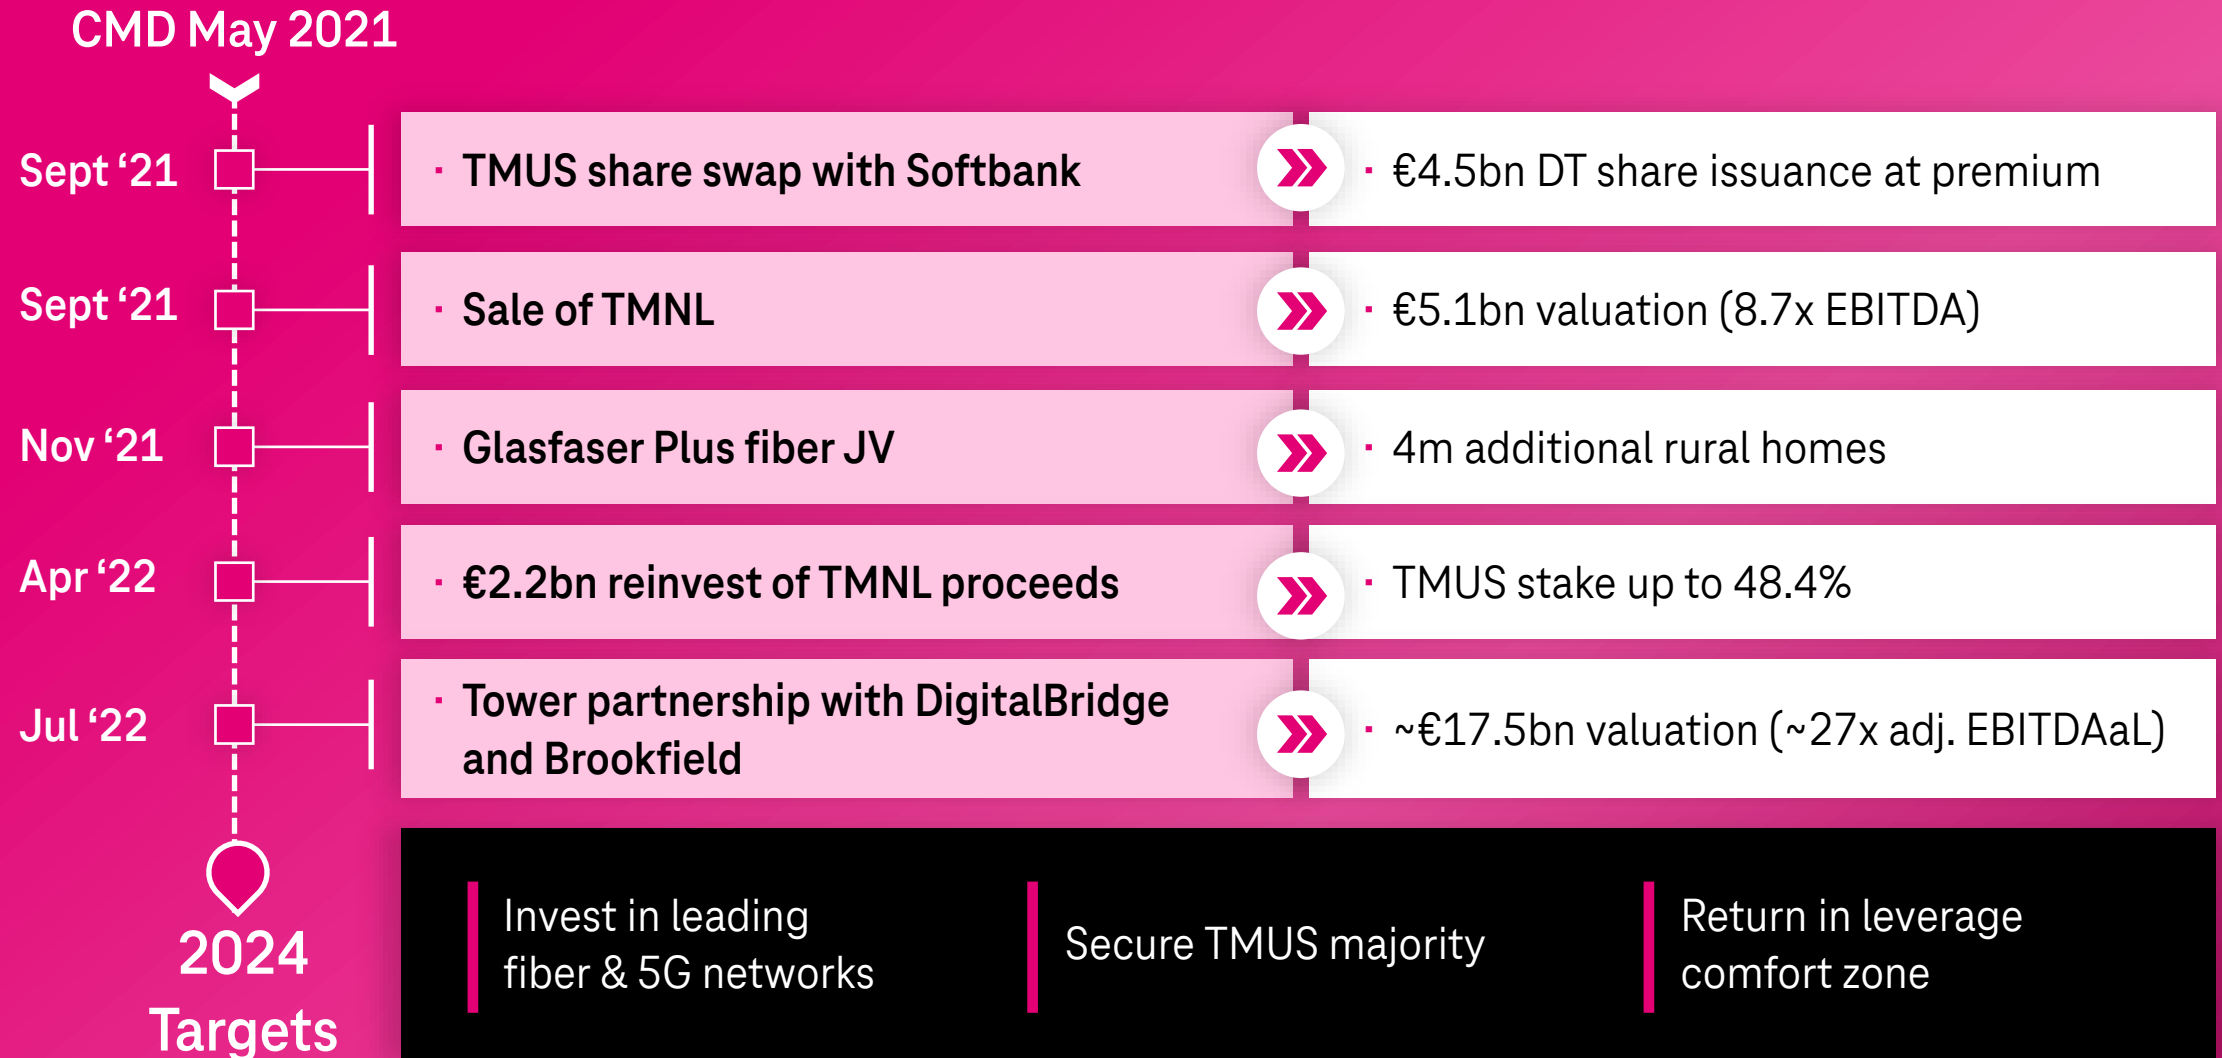 CMD May 2021
Sept ‘21
· TMUS share swap with Softbank
· €4.5bn DT share issuance at premium
Sept ‘21
· Sale of TMNL
· €5.1bn valuation (8.7x EBITDA)
Nov ‘21
· Glasfaser Plus fiber JV
· 4m additional rural homes
Apr ‘22
· €2.2bn reinvest of TMNL proceeds
· TMUS stake up to 48.4%
Jul ‘22
· Tower partnership with DigitalBridge
and Brookfield
· ~€17.5bn valuation (~27x adj. EBITDAaL)
2024
Targets
Invest in leading
fiber & 5G networks
Secure TMUS majority
Return in leverage
comfort zone